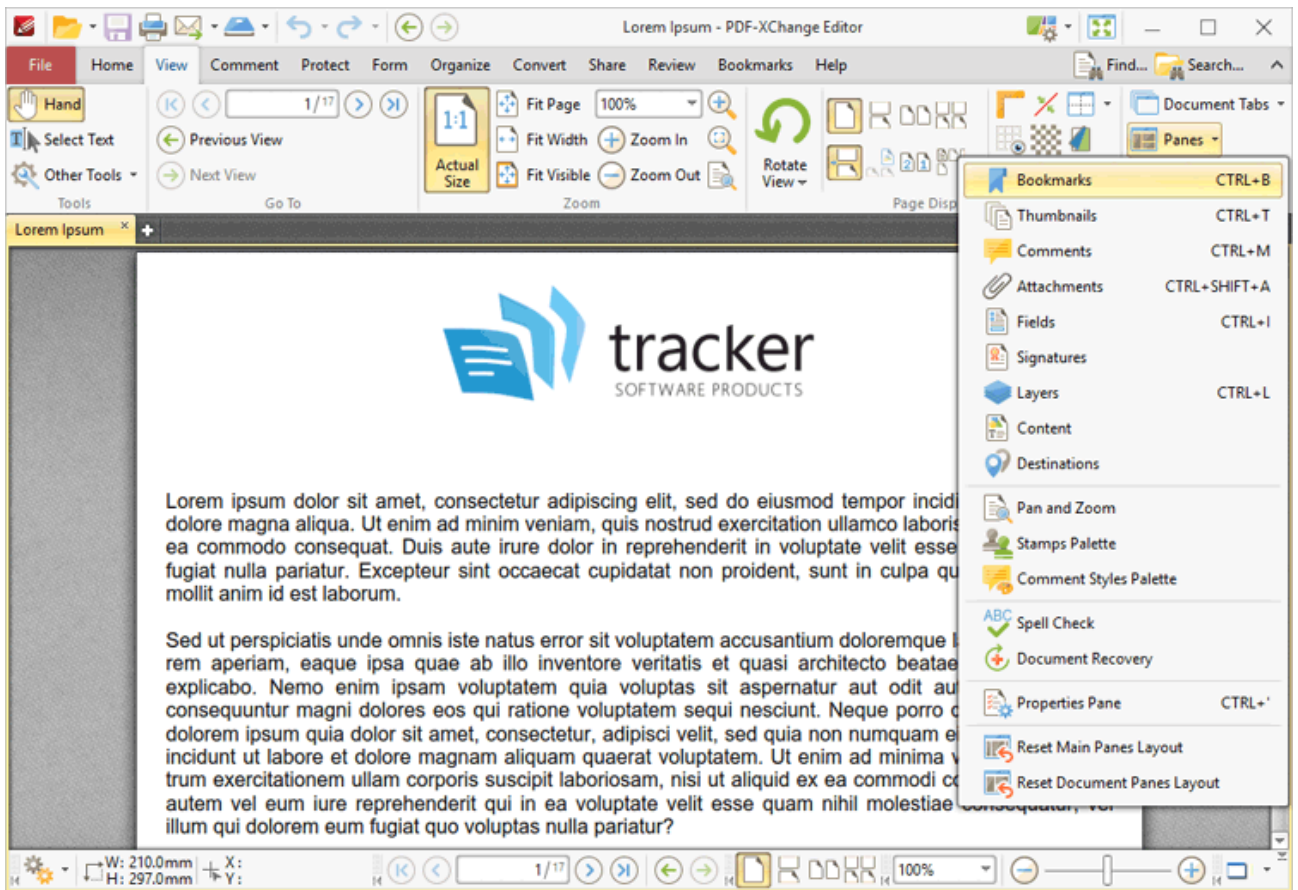 Lorem Ipsum - PDF-XChange Editor
File Home View Comment Protect Form Organize Convert Share Review Bookmarks Help Find... Search...
Hand 1/17 Actual Size Fit Page 100% Rotate View Document Tabs
Select Text Previous View Fit Width Zoom In Panes
Other Tools Next View Fit Visible Zoom Out
Tools Go To Zoom Page Disp
Lorem Ipsum
Bookmarks CTRL+B
Thumbnails CTRL+T
Comments CTRL+M
Attachments CTRL+SHIFT+A
Fields CTRL+I
Signatures
Layers CTRL+L
Content
Destinations
Pan and Zoom
Stamps Palette
Comment Styles Palette
ABC Spell Check
Document Recovery
Properties Pane CTRL+'
Reset Main Panes Layout
Reset Document Panes Layout
tracker
SOFTWARE PRODUCTS
Lorem ipsum dolor sit amet, consectetur adipiscing elit, sed do eiusmod tempor incidi
dolore magna aliqua. Ut enim ad minim veniam, quis nostrud exercitation ullamco laboris
ea commodo consequat. Duis aute irure dolor in reprehenderit in voluptate velit esse
fugiat nulla pariatur. Excepteur sint occaecat cupidatat non proident, sunt in culpa qu
mollit anim id est laborum.
Sed ut perspiciatis unde omnis iste natus error sit voluptatem accusantium doloremque
rem aperiam, eaque ipsa quae ab illo inventore veritatis et quasi architecto beatae
explicabo. Nemo enim ipsam voluptatem quia voluptas sit aspernatur aut odit au
consequuntur magni dolores eos qui ratione voluptatem sequi nesciunt. Neque porro
dolorem ipsum quia dolor sit amet, consectetur, adipisci velit, sed quia non numquam ei
incidunt ut labore et dolore magnam aliquam quaerat voluptatem. Ut enim ad minima
trum exercitationem ullam corporis suscipit laboriosam, nisi ut aliquid ex ea commodi co
autem vel eum iure reprehenderit qui in ea voluptate velit esse quam nihil molestiae consequatur, vel
illum qui dolorem eum fugiat quo voluptas nulla pariatur?
W: 210.0mm X:
H: 297.0mm Y:
1/17 100%